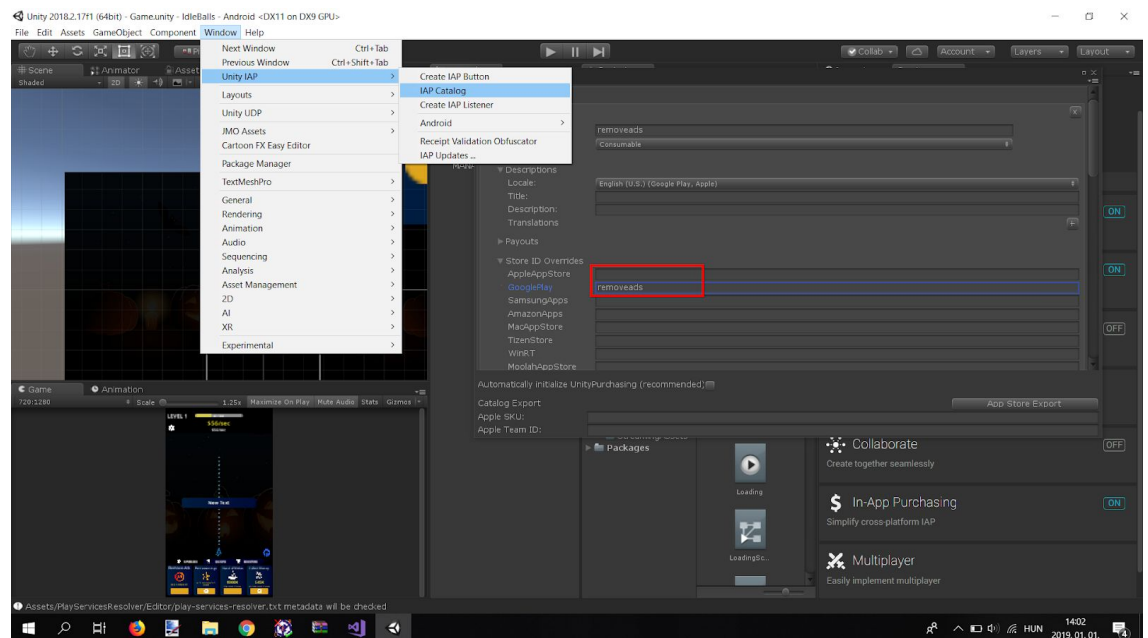 Unity 2018.2.17f1 (64bit) - Game.unity - IdleBalls - Android <DX11 on DX9 GPU>
File Edit Assets GameObject Component Window Help
Collab
Account
Layers
Layout
Scene
Animator
Asset
Shaded
2D
Next Window Ctrl+Tab
Previous Window Ctrl+Shift+Tab
Unity IAP
Layouts
Unity UDP
JMO Assets
Cartoon FX Easy Editor
Package Manager
TextMeshPro
General
Rendering
Animation
Audio
Sequencing
Analysis
Asset Management
2D
AI
XR
Experimental
Create IAP Button
IAP Catalog
Create IAP Listener
Android
Receipt Validation Obfuscator
IAP Updates ...
removeads
Consumable
Descriptions
Locale: English (U.S.) (Google Play, Apple)
Title:
Description:
Translations
Payouts
Store ID Overrides
AppleAppStore
GooglePlay removeads
SamsungApps
AmazonApps
MacAppStore
TizenStore
WinRT
MoolahAppStore
Automatically initialize UnityPurchasing (recommended)
Catalog Export
App Store Export
Apple SKU:
Apple Team ID:
ON
ON
OFF
Game
Animation
720:1280 Scale 1.25x Maximize On Play Mute Audio Stats Gizmos
LEVEL 1
556/sec
New Text
Packages
Loading
LoadingSc...
Collaborate
OFF
Create together seamlessly
In-App Purchasing
ON
Simplify cross-platform IAP
Multiplayer
Easily implement multiplayer
Assets/PlayServicesResolver/Editor/play-services-resolver.txt metadata will be checked
HUN
14:02
2019. 01. 01.
4